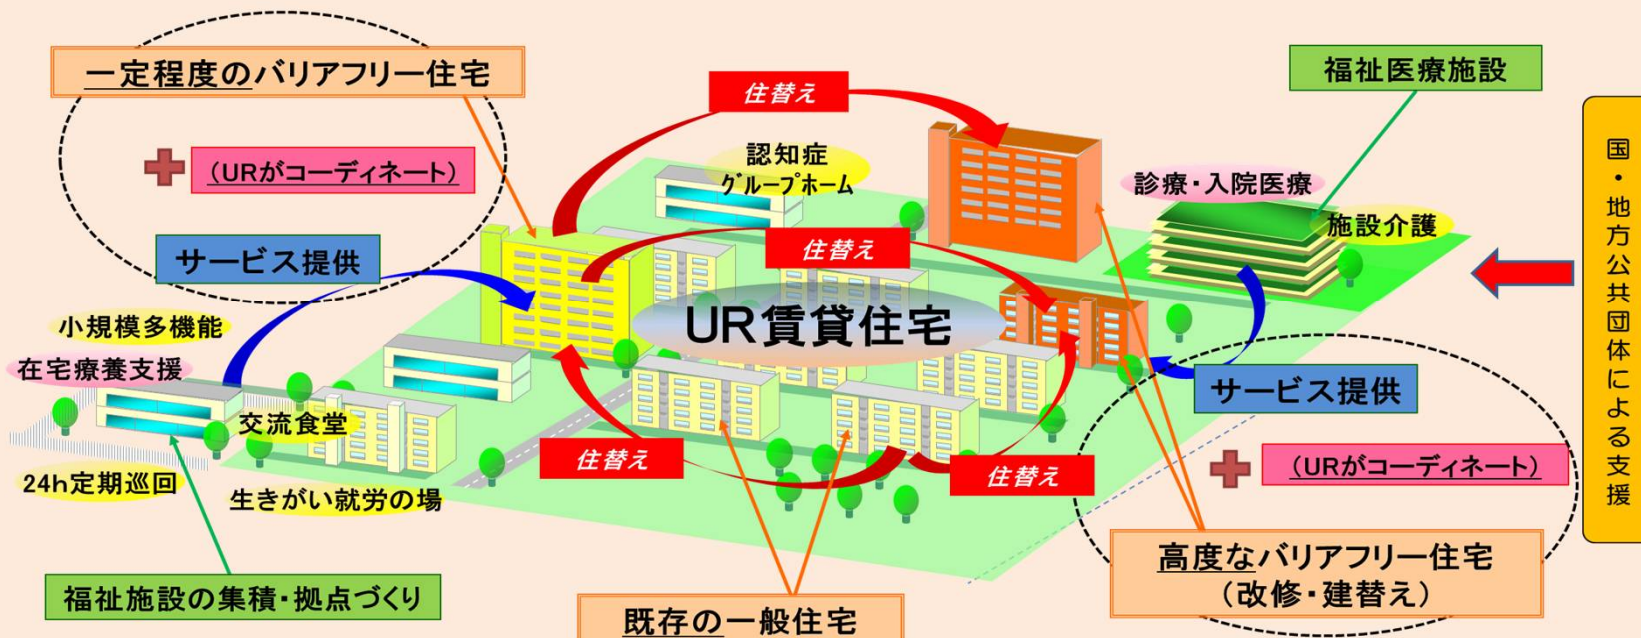 一定程度のバリアフリー住宅
(URがコーディネート)
サービス提供
小規模多機能
在宅療養支援
交流食堂
24h定期巡回
生きがい就労の場
福祉施設の集積・拠点づくり
住替え
認知症
グループホーム
住替え
UR賃貸住宅
住替え
住替え
既存の一般住宅
福祉医療施設
診療・入院医療
施設介護
サービス提供
(URがコーディネート)
高度なバリアフリー住宅
(改修・建替え)
国・地方公共団体による支援